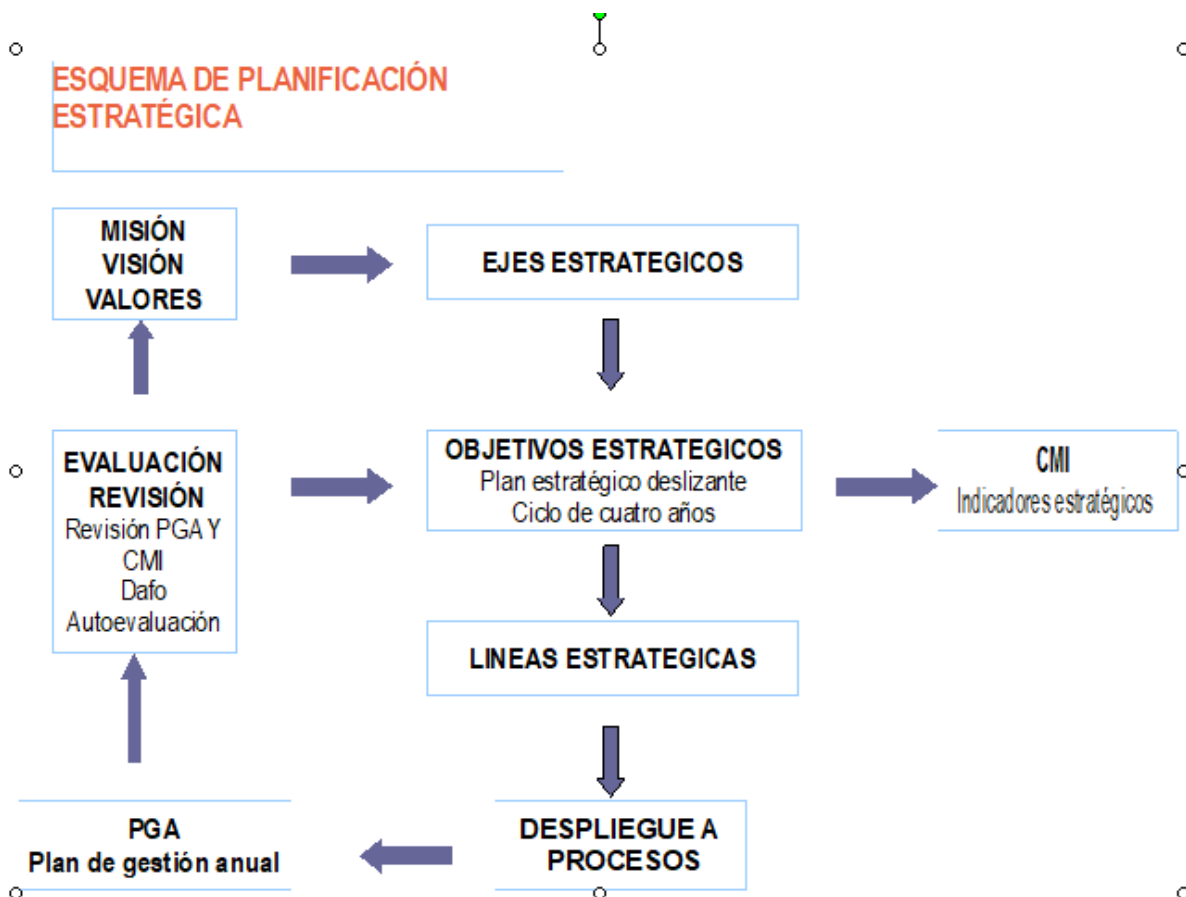 ESQUEMA DE PLANIFICACIÓN
ESTRATÉGICA
MISIÓN
VISIÓN
VALORES
EJES ESTRATEGICOS
EVALUACIÓN
REVISIÓN
Revisión PGA Y
CMI
Dafo
Autoevaluación
OBJETIVOS ESTRATEGICOS
Plan estratégico deslizante
Ciclo de cuatro años
CMI
Indicadores estratégicos
LINEAS ESTRATEGICAS
PGA
Plan de gestión anual
DESPLIEGUE A
PROCESOS